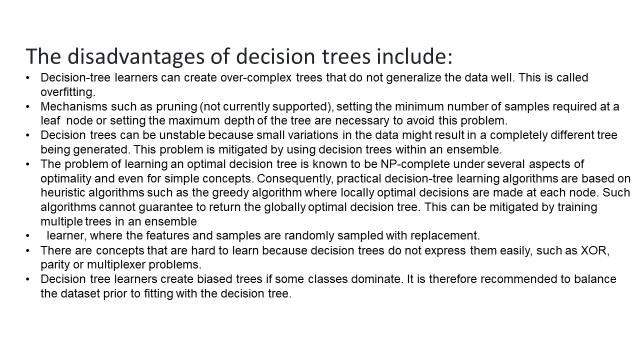 The disadvantages of decision trees include:
• Decision-tree learners can create over-complex trees that do not generalize the data well. This is called
overfitting.
• Mechanisms such as pruning (not currently supported), setting the minimum number of samples required at a
leaf node or setting the maximum depth of the tree are necessary to avoid this problem.
• Decision trees can be unstable because small variations in the data might result in a completely different tree
being generated. This problem is mitigated by using decision trees within an ensemble.
• The problem of learning an optimal decision tree is known to be NP-complete under several aspects of
optimality and even for simple concepts. Consequently, practical decision-tree learning algorithms are based on
heuristic algorithms such as the greedy algorithm where locally optimal decisions are made at each node. Such
algorithms cannot guarantee to return the globally optimal decision tree. This can be mitigated by training
multiple trees in an ensemble
• learner, where the features and samples are randomly sampled with replacement.
• There are concepts that are hard to learn because decision trees do not express them easily, such as XOR,
parity or multiplexer problems.
• Decision tree learners create biased trees if some classes dominate. It is therefore recommended to balance
the dataset prior to fitting with the decision tree.